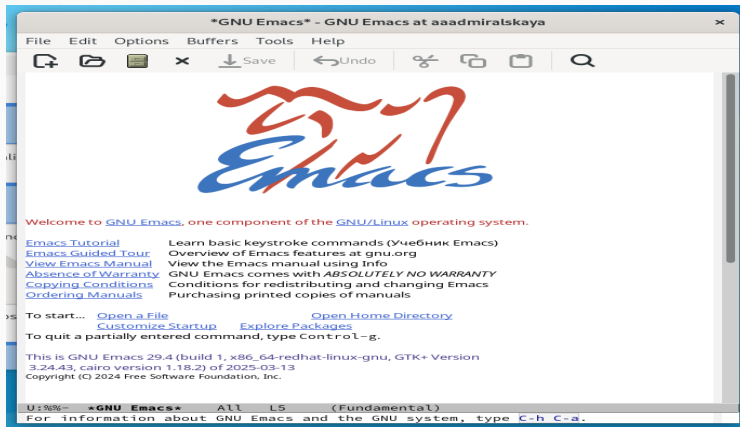 *GNU Emacs* - GNU Emacs at aaadmiralskaya ×
File Edit Options Buffers Tools Help
Save Undo
Emacs
Welcome to GNU Emacs, one component of the GNU/Linux operating system.
Emacs Tutorial Learn basic keystroke commands (Учебник Emacs)
Emacs Guided Tour Overview of Emacs features at gnu.org
View Emacs Manual View the Emacs manual using Info
Absence of Warranty GNU Emacs comes with ABSOLUTELY NO WARRANTY
Copying Conditions Conditions for redistributing and changing Emacs
Ordering Manuals Purchasing printed copies of manuals
To start... Open a File Open Home Directory
Customize Startup Explore Packages
To quit a partially entered command, type Control-g.
This is GNU Emacs 29.4 (build 1, x86_64-redhat-linux-gnu, GTK+ Version
3.24.43, cairo version 1.18.2) of 2025-03-13
Copyright (C) 2024 Free Software Foundation, Inc.
U:%%- *GNU Emacs* All L5 (Fundamental)
For information about GNU Emacs and the GNU system, type C-h C-a.